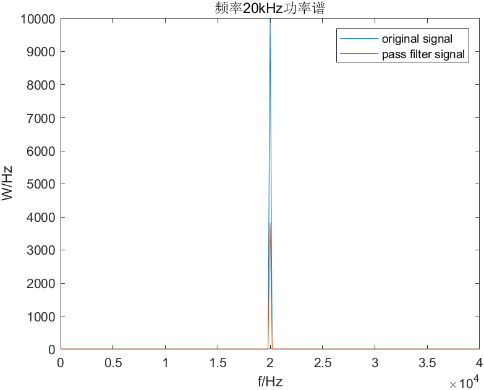 频率20kHz功率谱
original signal
pass filter signal
10000
9000
8000
7000
6000
5000
4000
3000
2000
1000
0
W/Hz
0 0.5 1 1.5 2 2.5 3 3.5 4
f/Hz
×10⁴